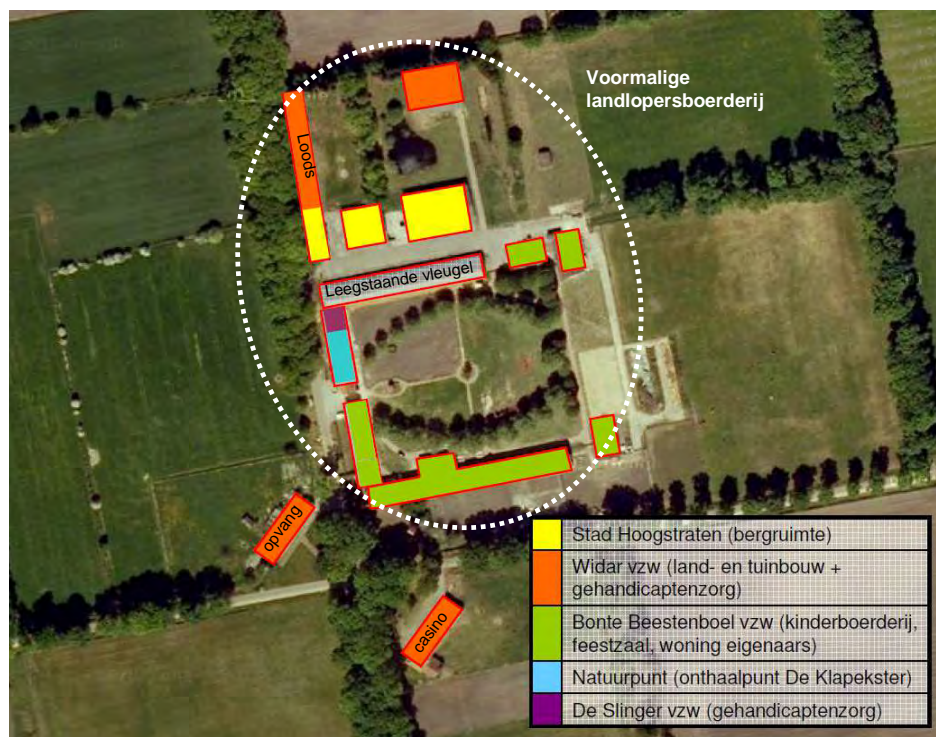 Voormalige
landlopersboerderij
Loods
Leegstaande vleugel
opvang
casino
Stad Hoogstraten (bergruimte)
Widar vzw (land- en tuinbouw +
gehandicaptenzorg)
Bonte Beestenboel vzw (kinderboerderij,
feestzaal, woning eigenaars)
Natuurpunt (onthaalpunt De Klapekster)
De Slinger vzw (gehandicaptenzorg)